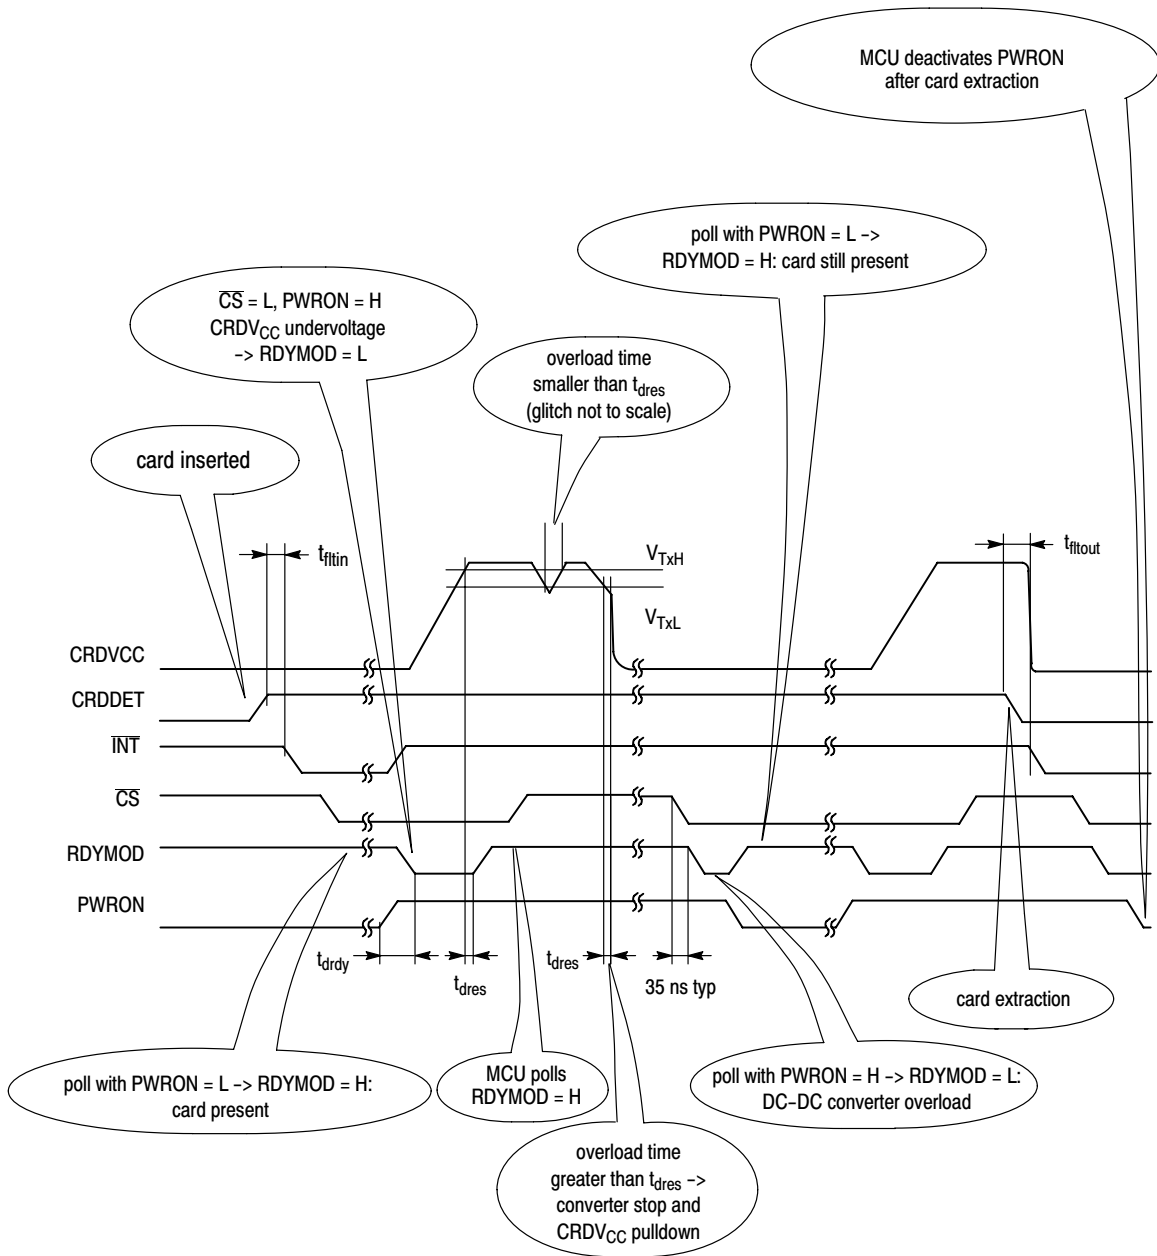 MCU deactivates PWRON
after card extraction
poll with PWRON = L –>
RDYMOD = H: card still present
CS = L, PWRON = H
CRDVCC undervoltage
–> RDYMOD = L
overload time
smaller than tdres
(glitch not to scale)
card inserted
tfltin
VTxH
tfltout
VTxL
CRDVCC
CRDDET
INT
CS
RDYMOD
PWRON
tdrdy
tdres
tdres
35 ns typ
card extraction
poll with PWRON = L –> RDYMOD = H:
card present
MCU polls
RDYMOD = H
poll with PWRON = H –> RDYMOD = L:
DC–DC converter overload
overload time
greater than tdres –>
converter stop and
CRDVCC pulldown